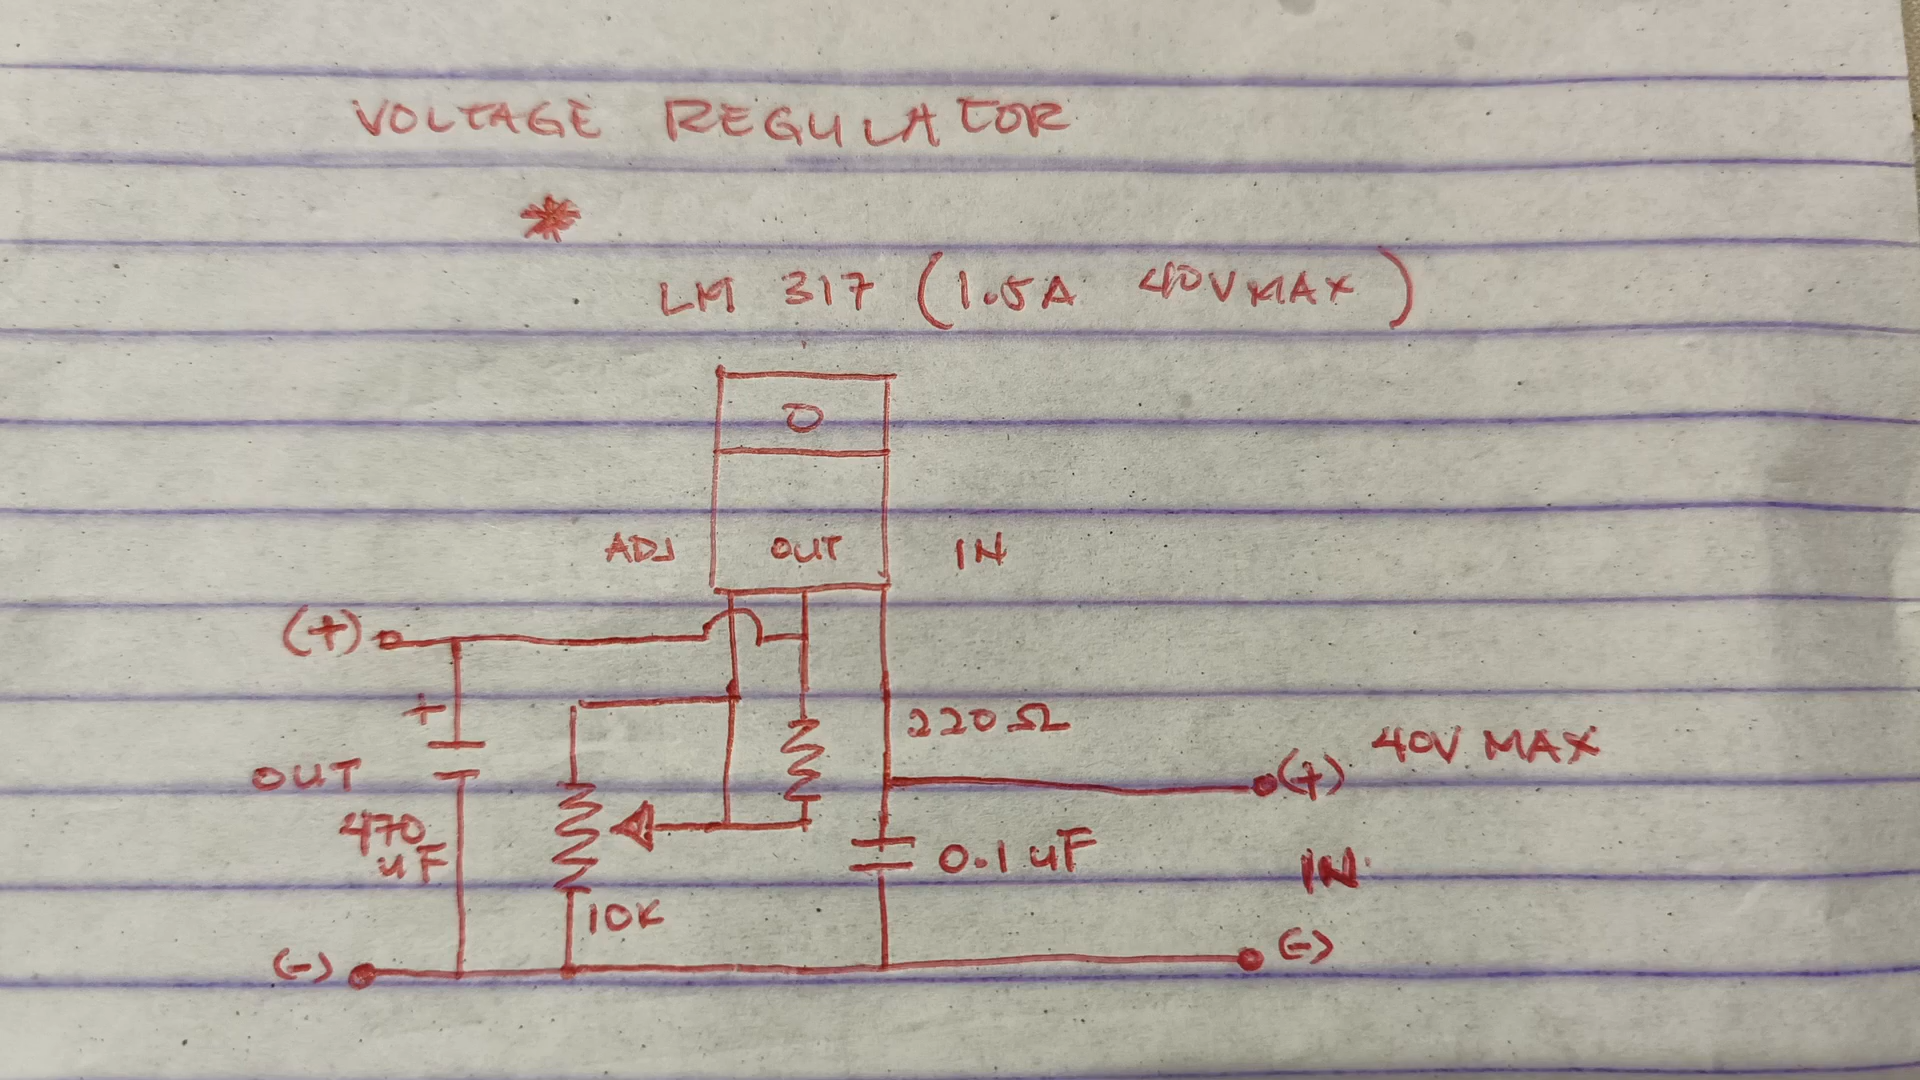 VOLTAGE REGULATOR
*
LM 317 (1.5A 40V MAX)
ADJ OUT IN
(+)
+
220Ω
40V MAX
(+)
OUT
470
uF
0.1 uF
IN
10K
(-)
(-)